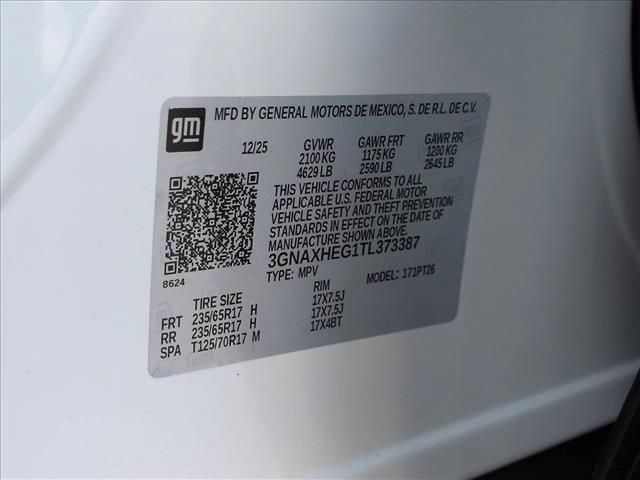 gm
MFD BY GENERAL MOTORS DE MEXICO, S. DE R.L. DE C.V.
12/25 GVWR GAWR FRT GAWR RR
2100 KG 1175 KG 1200 KG
4629 LB 2590 LB 2645 LB
THIS VEHICLE CONFORMS TO ALL
APPLICABLE U.S. FEDERAL MOTOR
VEHICLE SAFETY AND THEFT PREVENTION
STANDARDS IN EFFECT ON THE DATE OF
MANUFACTURE SHOWN ABOVE.
3GNAXHEG1TL373387
8624 TYPE: MPV MODEL: 171PT26
TIRE SIZE RIM
FRT 235/65R17 H 17X7.5J
RR 235/65R17 H 17X7.5J
SPA T125/70R17 M 17X4BT